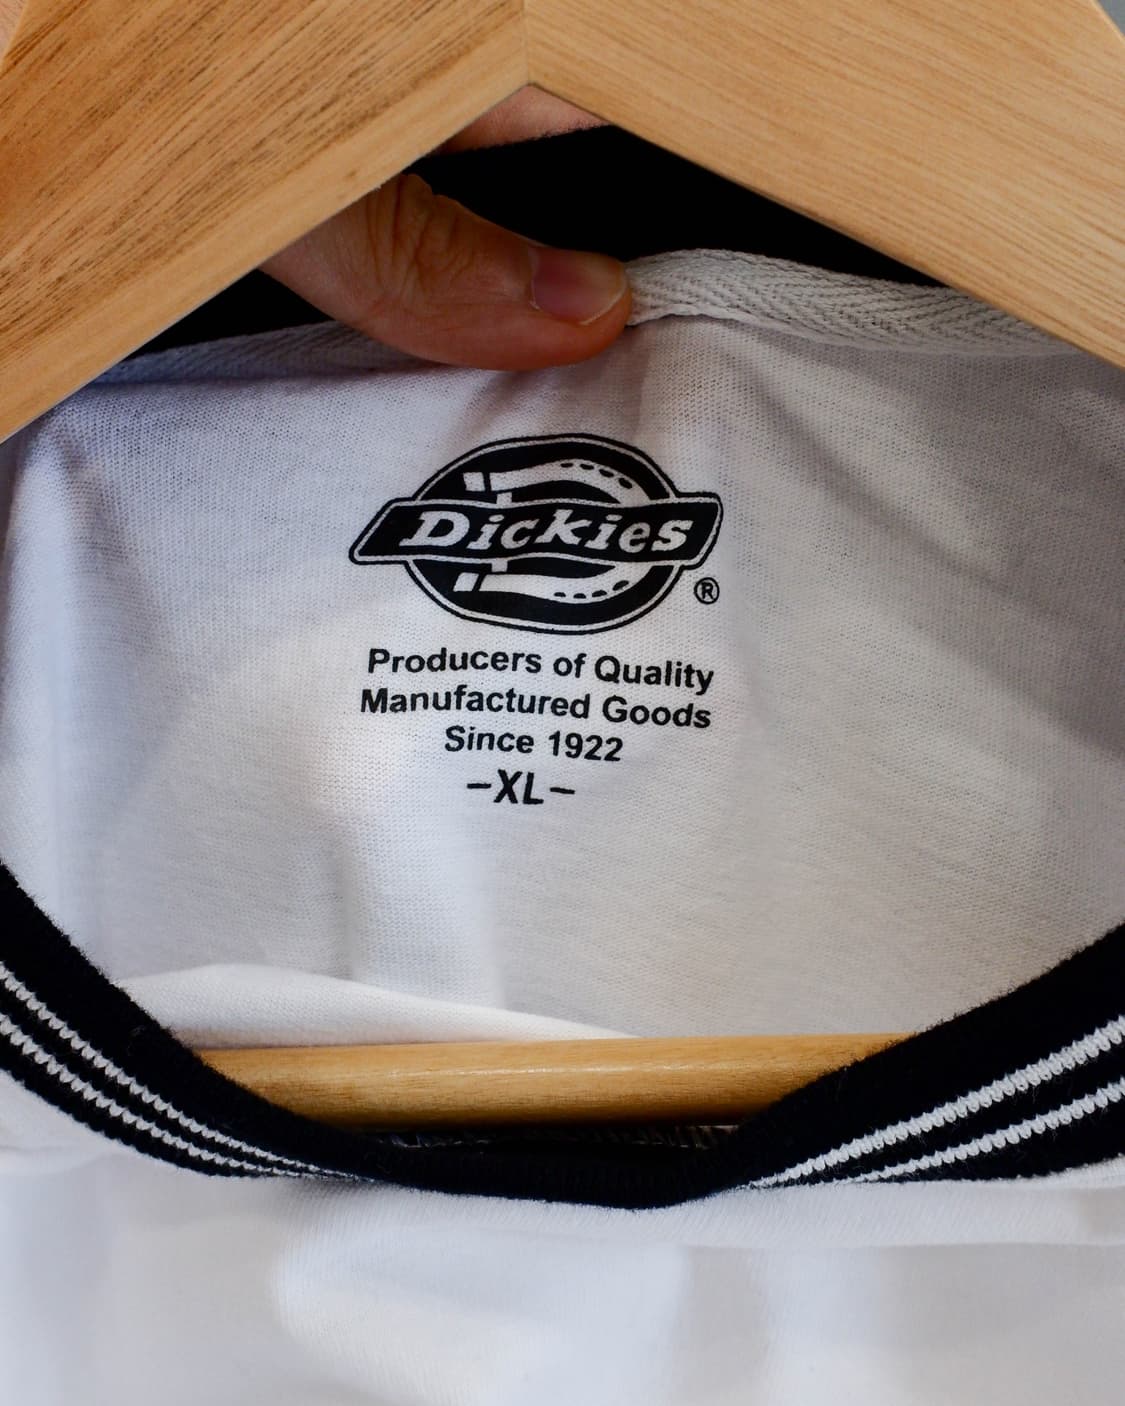 Dickies
®
Producers of Quality
Manufactured Goods
Since 1922
-XL-